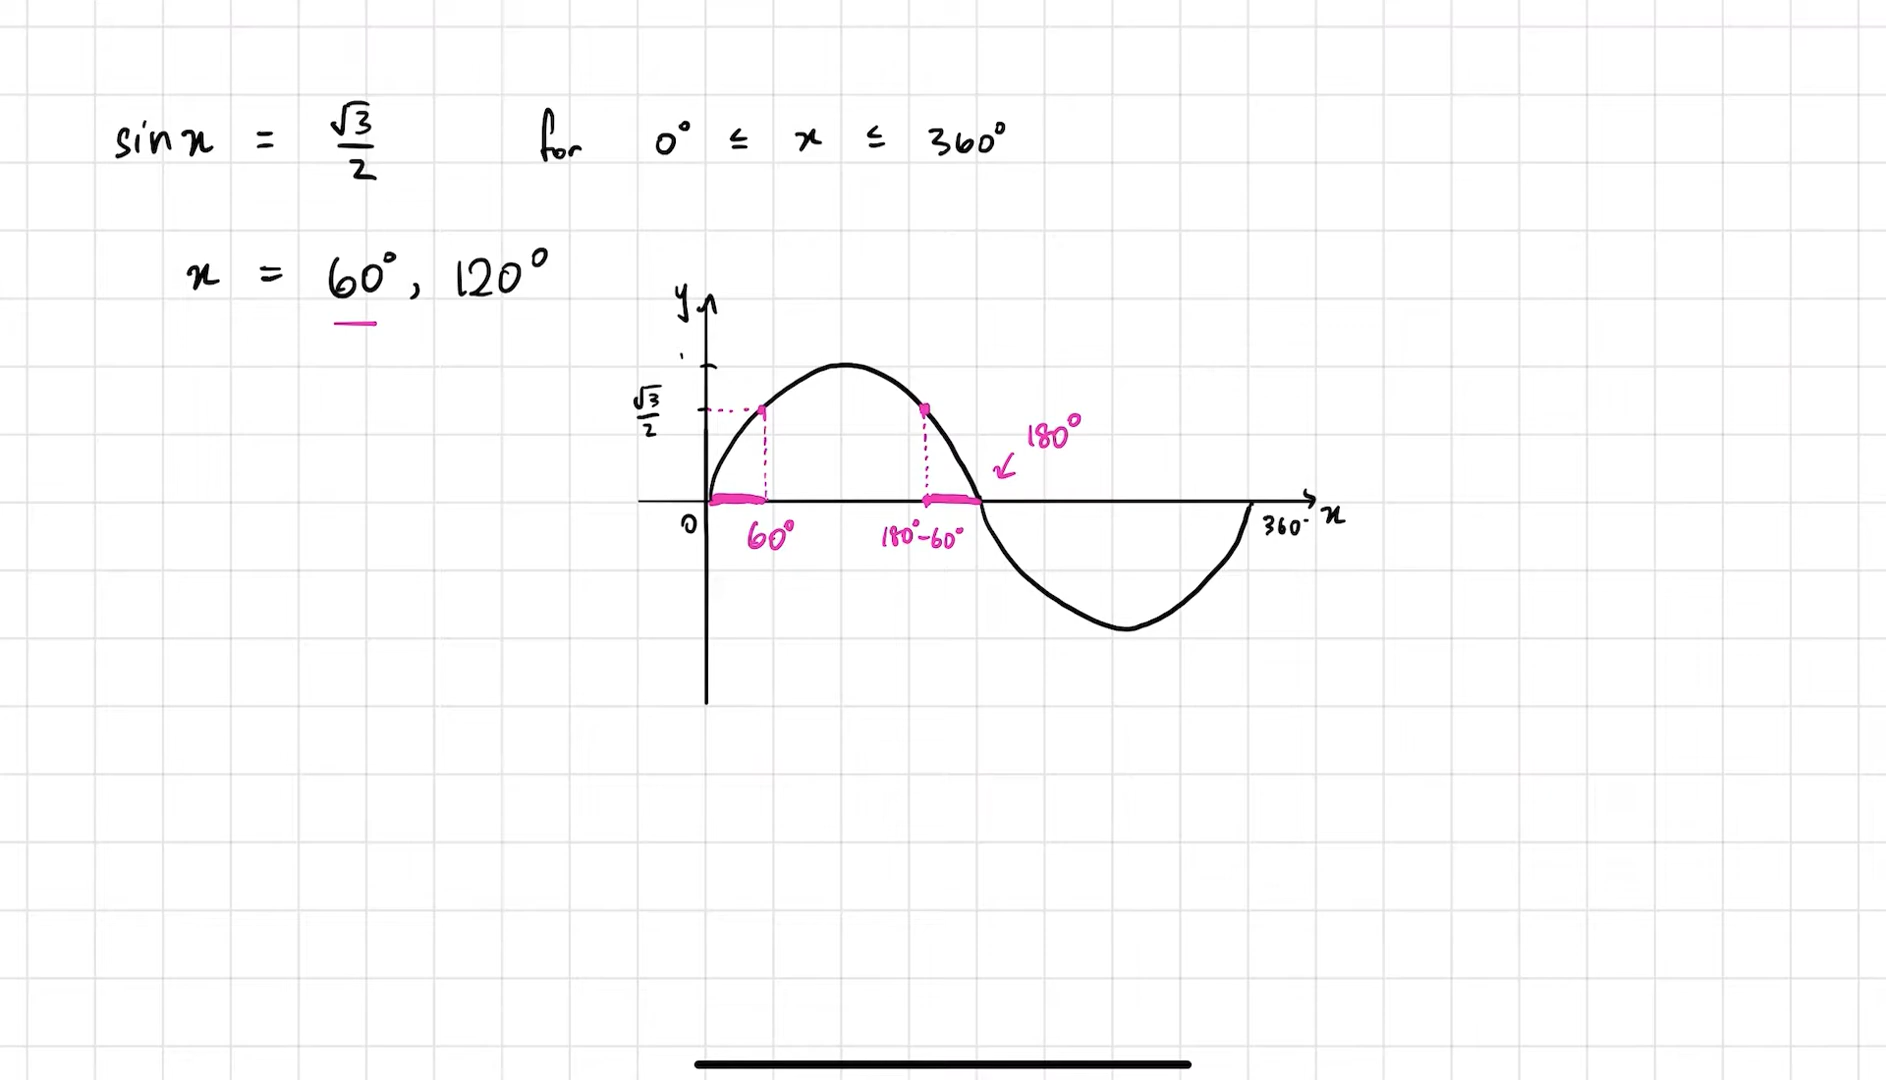 sin x = √3/2 for 0° ≤ x ≤ 360°
x = 60°, 120°
y
√3/2
180°
0 60° 180°-60° 360° x